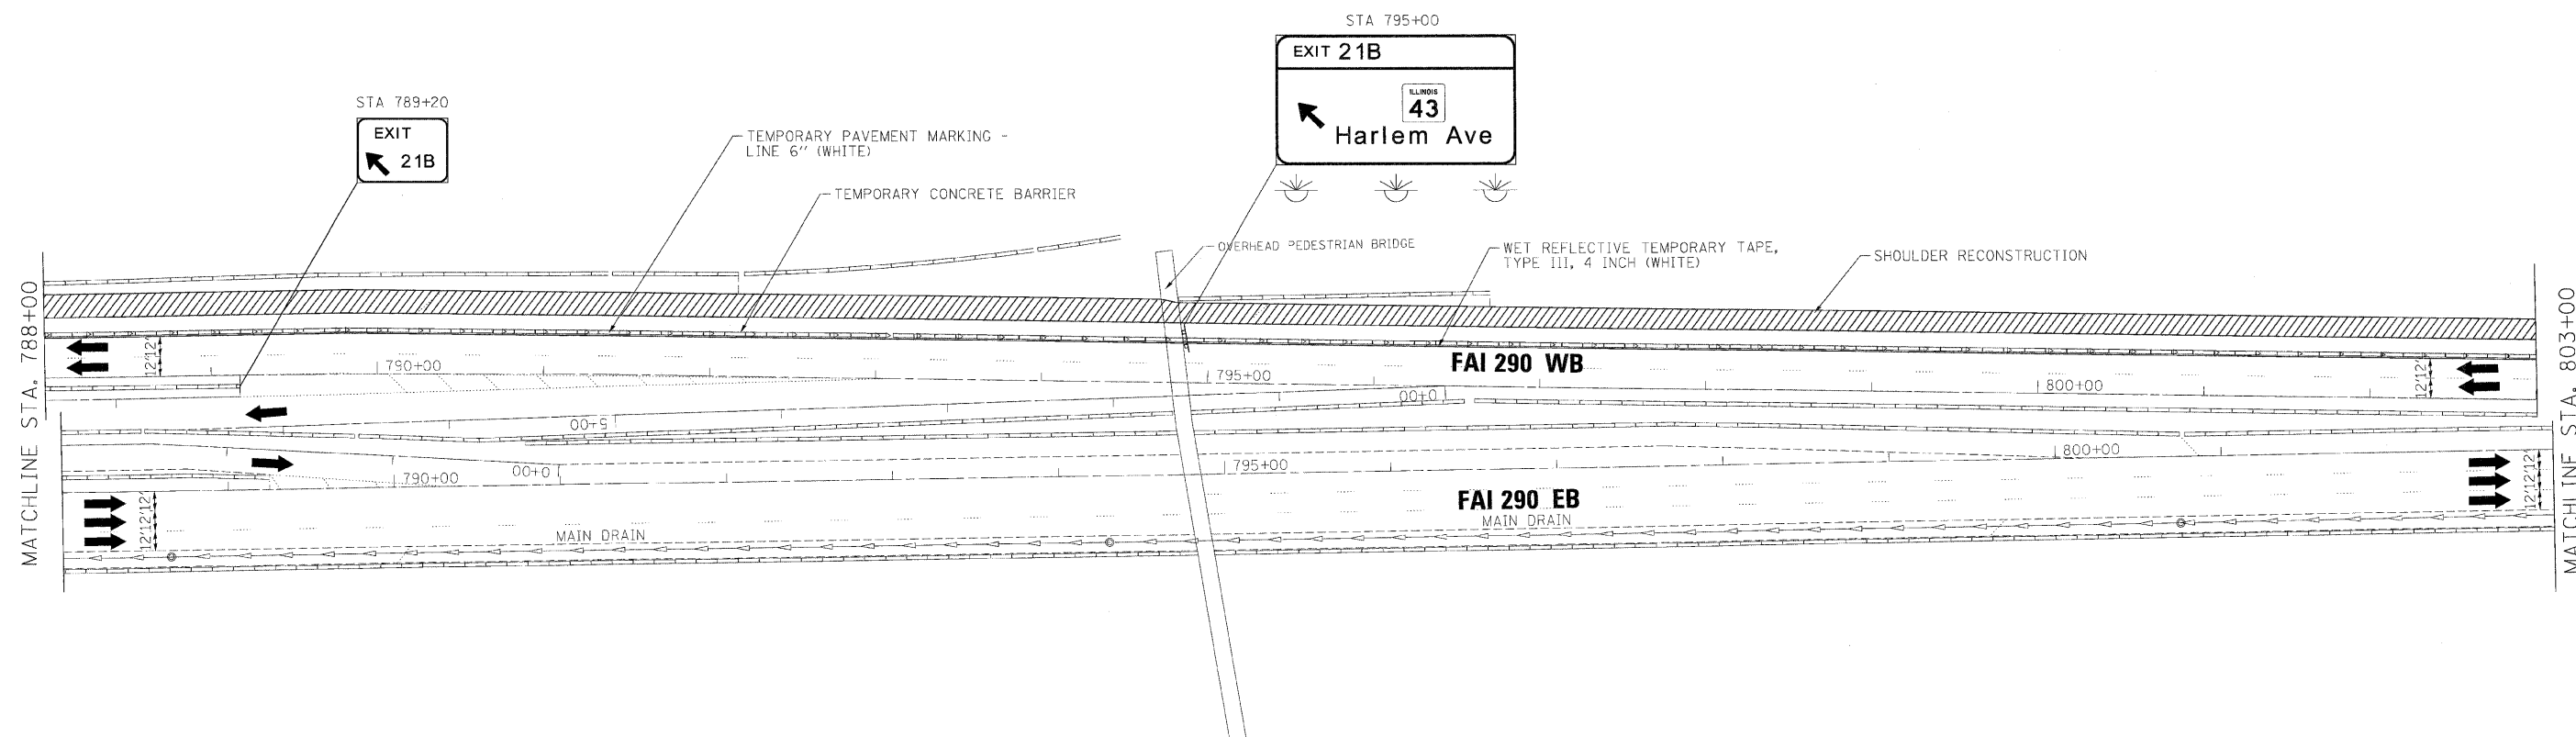 STA 795+00
EXIT 21B
ILLINOIS
43
Harlem Ave
STA 789+20
EXIT
21B
TEMPORARY PAVEMENT MARKING -
LINE 6" (WHITE)
TEMPORARY CONCRETE BARRIER
OVERHEAD PEDESTRIAN BRIDGE
WET REFLECTIVE TEMPORARY TAPE,
TYPE III, 4 INCH (WHITE)
SHOULDER RECONSTRUCTION
MATCHLINE STA. 788+00
MATCHLINE STA. 803+00
12'12'
790+00
795+00
FAI 290 WB
800+00
12'12'
0+00
5+00
0+00
790+00
795+00
800+00
12'12'12'
FAI 290 EB
12'12'12'
MAIN DRAIN
MAIN DRAIN